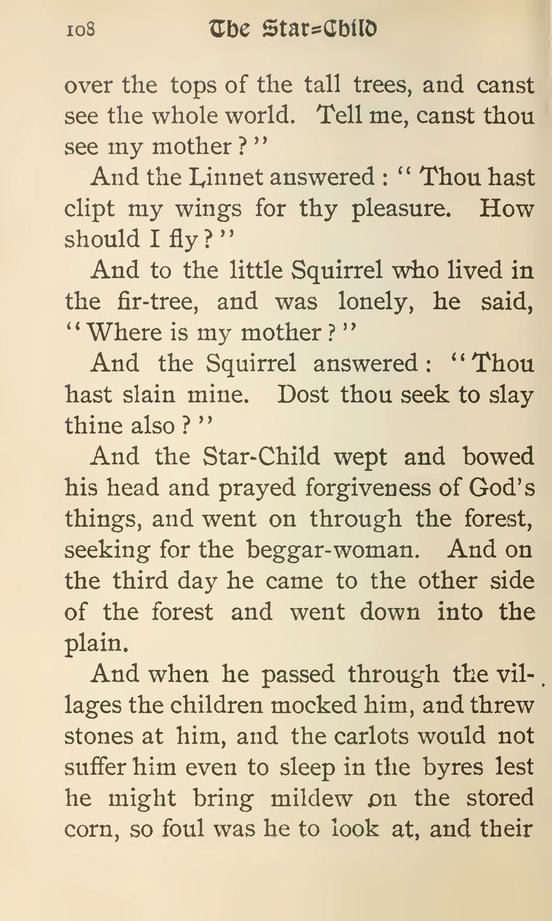 108 The Star=Child
over the tops of the tall trees, and canst
see the whole world. Tell me, canst thou
see my mother ? ”
And the Linnet answered : “ Thou hast
clipt my wings for thy pleasure. How
should I fly ? ”
And to the little Squirrel who lived in
the fir-tree, and was lonely, he said,
“ Where is my mother ? ”
And the Squirrel answered : “ Thou
hast slain mine. Dost thou seek to slay
thine also ? ”
And the Star-Child wept and bowed
his head and prayed forgiveness of God’s
things, and went on through the forest,
seeking for the beggar-woman. And on
the third day he came to the other side
of the forest and went down into the
plain.
And when he passed through the vil-
lages the children mocked him, and threw
stones at him, and the carlots would not
suffer him even to sleep in the byres lest
he might bring mildew on the stored
corn, so foul was he to look at, and their